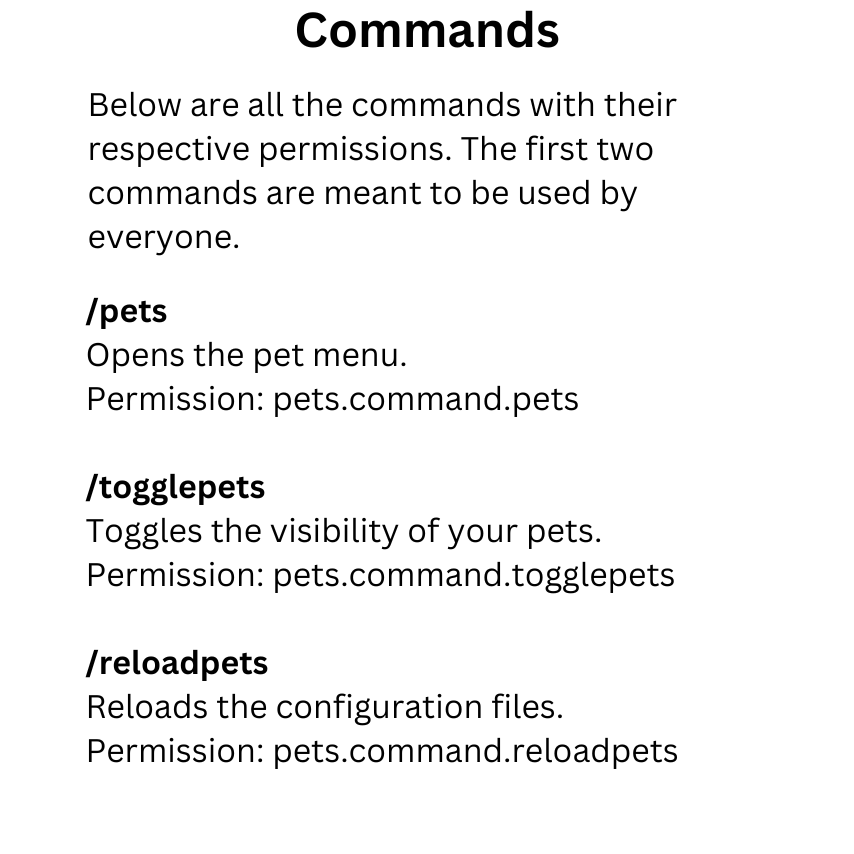 Commands
Below are all the commands with their
respective permissions. The first two
commands are meant to be used by
everyone.
/pets
Opens the pet menu.
Permission: pets.command.pets
/togglepets
Toggles the visibility of your pets.
Permission: pets.command.togglepets
/reloadpets
Reloads the configuration files.
Permission: pets.command.reloadpets